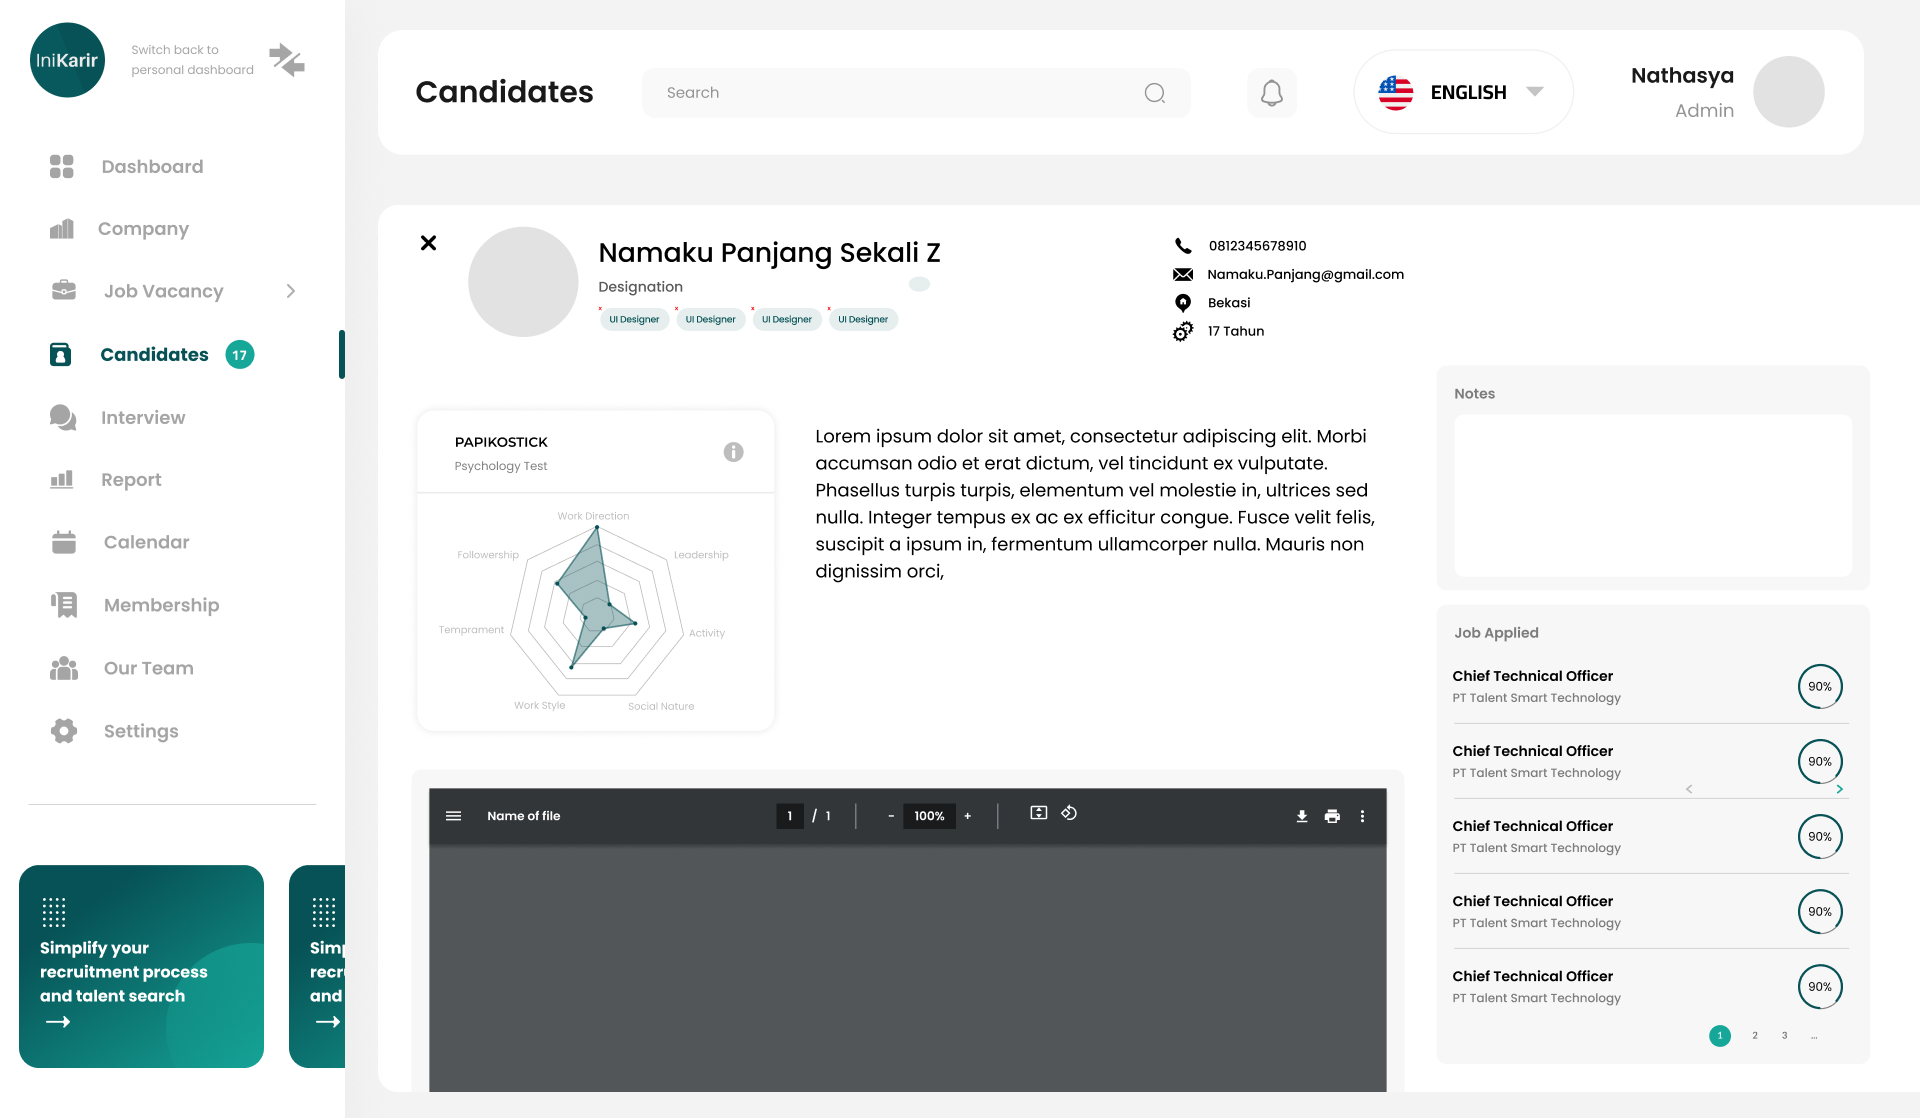 IniKarir
Switch back to
personal dashboard
Dashboard
Company
Job Vacancy
Candidates 17
Interview
Report
Calendar
Membership
Our Team
Settings
Simplify your
recruitment process
and talent search
Simp
recru
and
Candidates
Search
ENGLISH
Nathasya
Admin
Namaku Panjang Sekali Z
Designation
x UI Designer x UI Designer x UI Designer x UI Designer
0812345678910
Namaku.Panjang@gmail.com
Bekasi
17 Tahun
PAPIKOSTICK
Psychology Test
Work Direction
Followership
Leadership
Temprament
Activity
Work Style
Social Nature
Lorem ipsum dolor sit amet, consectetur adipiscing elit. Morbi
accumsan odio et erat dictum, vel tincidunt ex vulputate.
Phasellus turpis turpis, elementum vel molestie in, ultrices sed
nulla. Integer tempus ex ac ex efficitur congue. Fusce velit felis,
suscipit a ipsum in, fermentum ullamcorper nulla. Mauris non
dignissim orci,
Name of file 1 / 1 - 100% +
Notes
Job Applied
Chief Technical Officer
PT Talent Smart Technology
90%
Chief Technical Officer
PT Talent Smart Technology
90%
< >
Chief Technical Officer
PT Talent Smart Technology
90%
Chief Technical Officer
PT Talent Smart Technology
90%
Chief Technical Officer
PT Talent Smart Technology
90%
1 2 3 ...